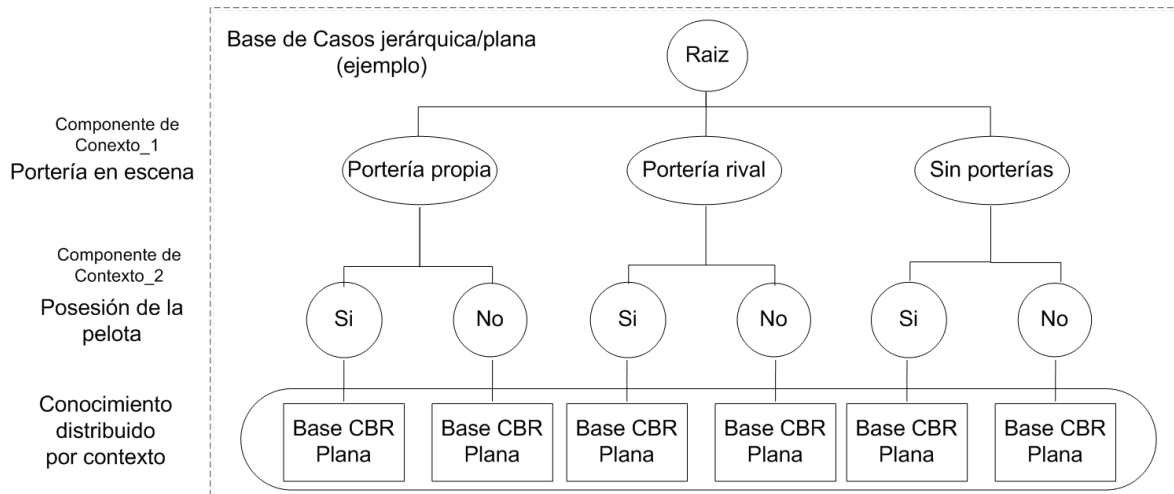 Base de Casos jerárquica/plana
(ejemplo)
Raiz
Componente de
Conexto_1
Portería en escena
Portería propia
Portería rival
Sin porterías
Componente de
Contexto_2
Posesión de la
pelota
Si
No
Si
No
Si
No
Conocimiento
distribuido
por contexto
Base CBR
Plana
Base CBR
Plana
Base CBR
Plana
Base CBR
Plana
Base CBR
Plana
Base CBR
Plana